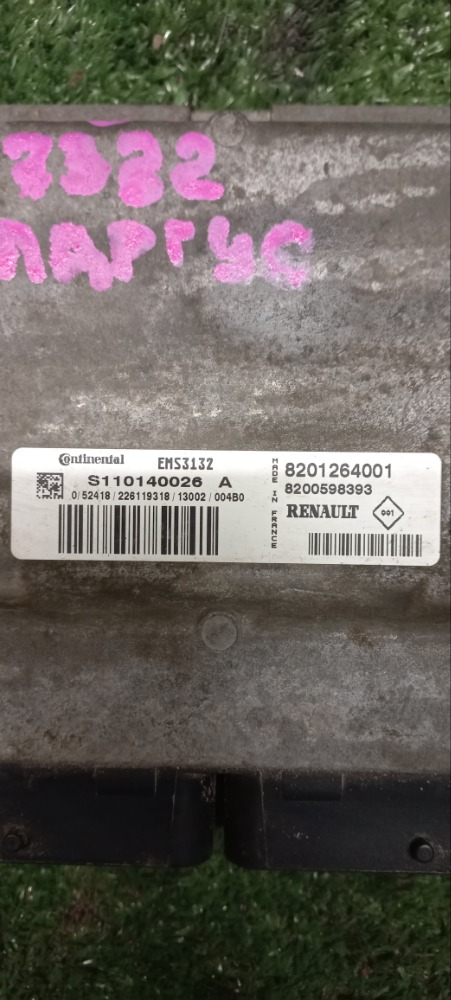 7322
ЛАРГУС
Continental EMS3132
S110140026 A
0/52418/226119318/13002/004B0
MADE IN FRANCE
8201264001
8200598393
RENAULT 001